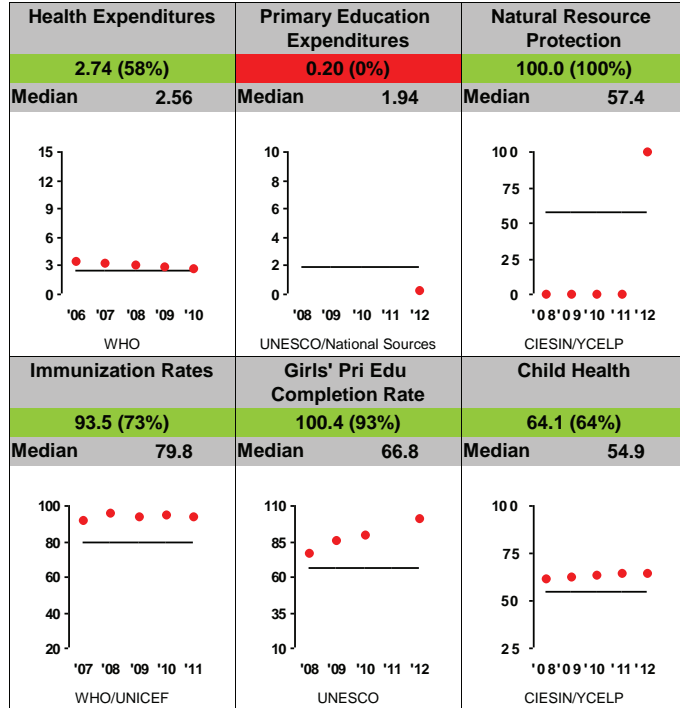 Health Expenditures
2.74 (58%)
Median 2.56
15
12
9
6
3
0
'06 '07 '08 '09 '10
WHO
Primary Education
Expenditures
0.20 (0%)
Median 1.94
10
8
6
4
2
0
'08 '09 '10 '11 '12
UNESCO/National Sources
Natural Resource
Protection
100.0 (100%)
Median 57.4
100
75
50
25
0
'08 '09 '10 '11 '12
CIESIN/YCELP
Immunization Rates
93.5 (73%)
Median 79.8
100
80
60
40
20
'07 '08 '09 '10 '11
WHO/UNICEF
Girls' Pri Edu
Completion Rate
100.4 (93%)
Median 66.8
110
85
60
35
10
'08 '09 '10 '11 '12
UNESCO
Child Health
64.1 (64%)
Median 54.9
100
75
50
25
'08 '09 '10 '11 '12
CIESIN/YCELP